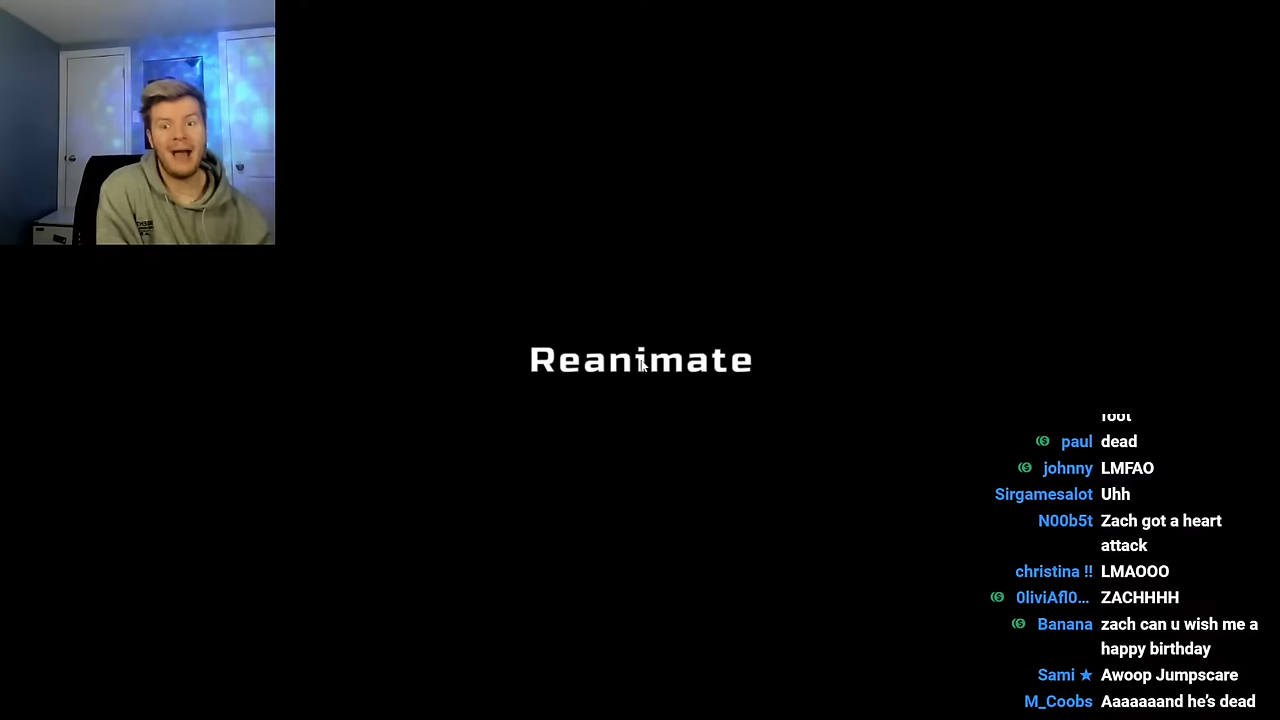 Reanimate
foot
paul dead
johnny LMFAO
Sirgamesalot Uhh
N00b5t Zach got a heart
attack
christina !! LMAOOO
0liviAfl0... ZACHHHH
Banana zach can u wish me a
happy birthday
Sami ★ Awoop Jumpscare
M_Coobs Aaaaaaand he’s dead